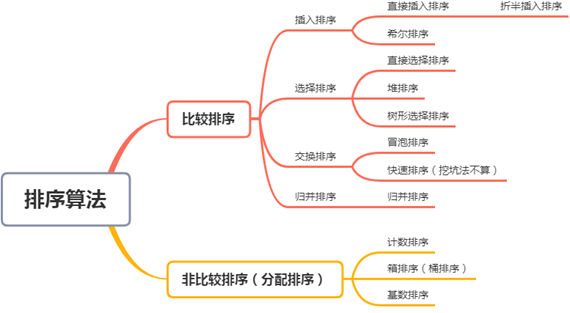 排序算法
比较排序
插入排序
直接插入排序
折半插入排序
希尔排序
选择排序
直接选择排序
堆排序
树形选择排序
交换排序
冒泡排序
快速排序（挖坑法不算）
归并排序
归并排序
非比较排序（分配排序）
计数排序
箱排序（桶排序）
基数排序